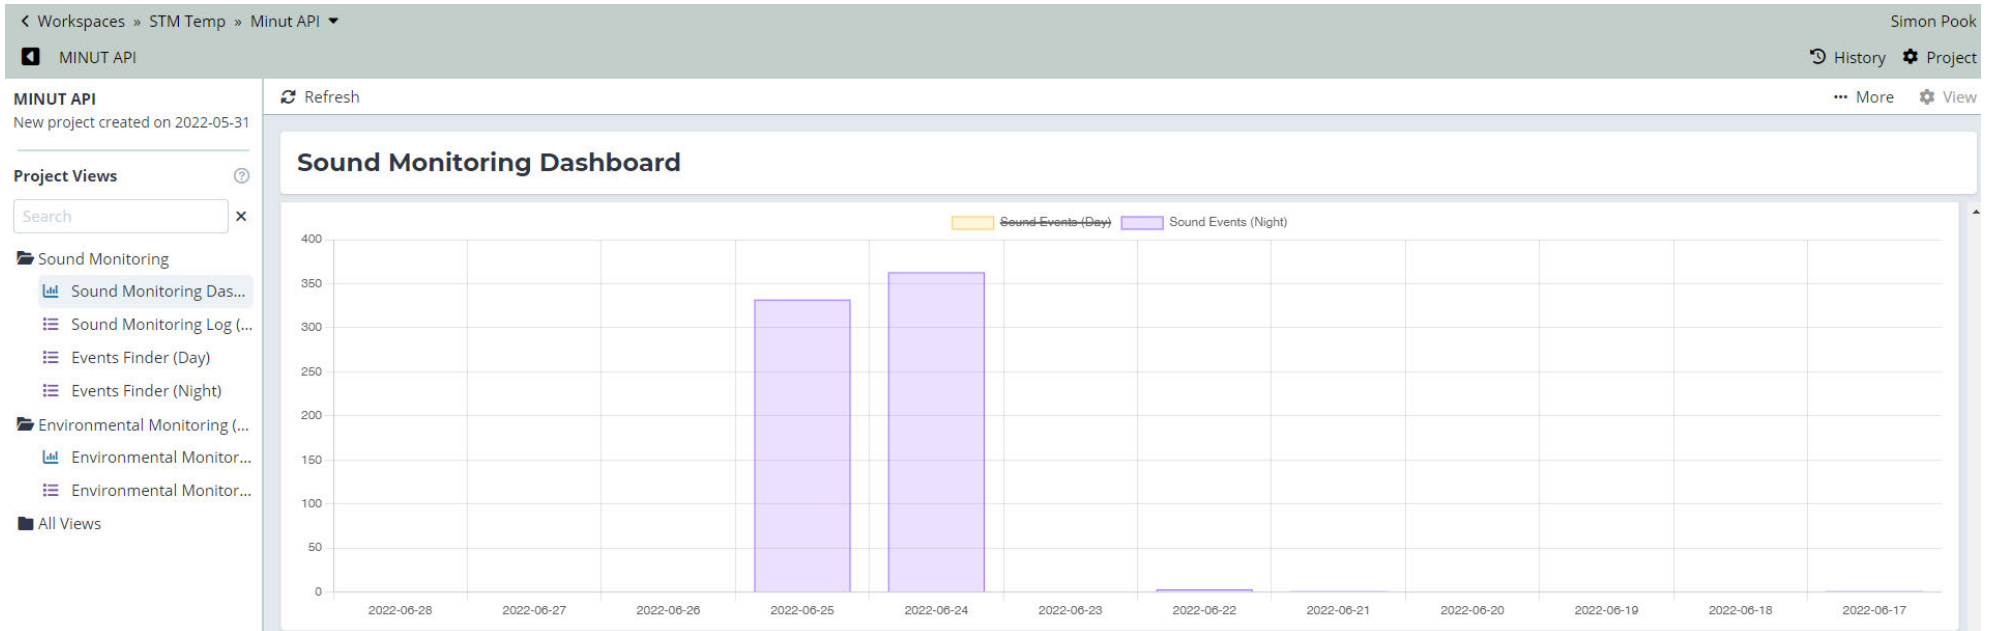 Workspaces » STM Temp » Minut API
Simon Pook
MINUT API
History
Project
MINUT API
New project created on 2022-05-31
Project Views
Search
Sound Monitoring
Sound Monitoring Das...
Sound Monitoring Log (...
Events Finder (Day)
Events Finder (Night)
Environmental Monitoring (...
Environmental Monitor...
Environmental Monitor...
All Views
Refresh
More
View
Sound Monitoring Dashboard
Sound Events (Day)
Sound Events (Night)
400
350
300
250
200
150
100
50
0
2022-06-28
2022-06-27
2022-06-26
2022-06-25
2022-06-24
2022-06-23
2022-06-22
2022-06-21
2022-06-20
2022-06-19
2022-06-18
2022-06-17